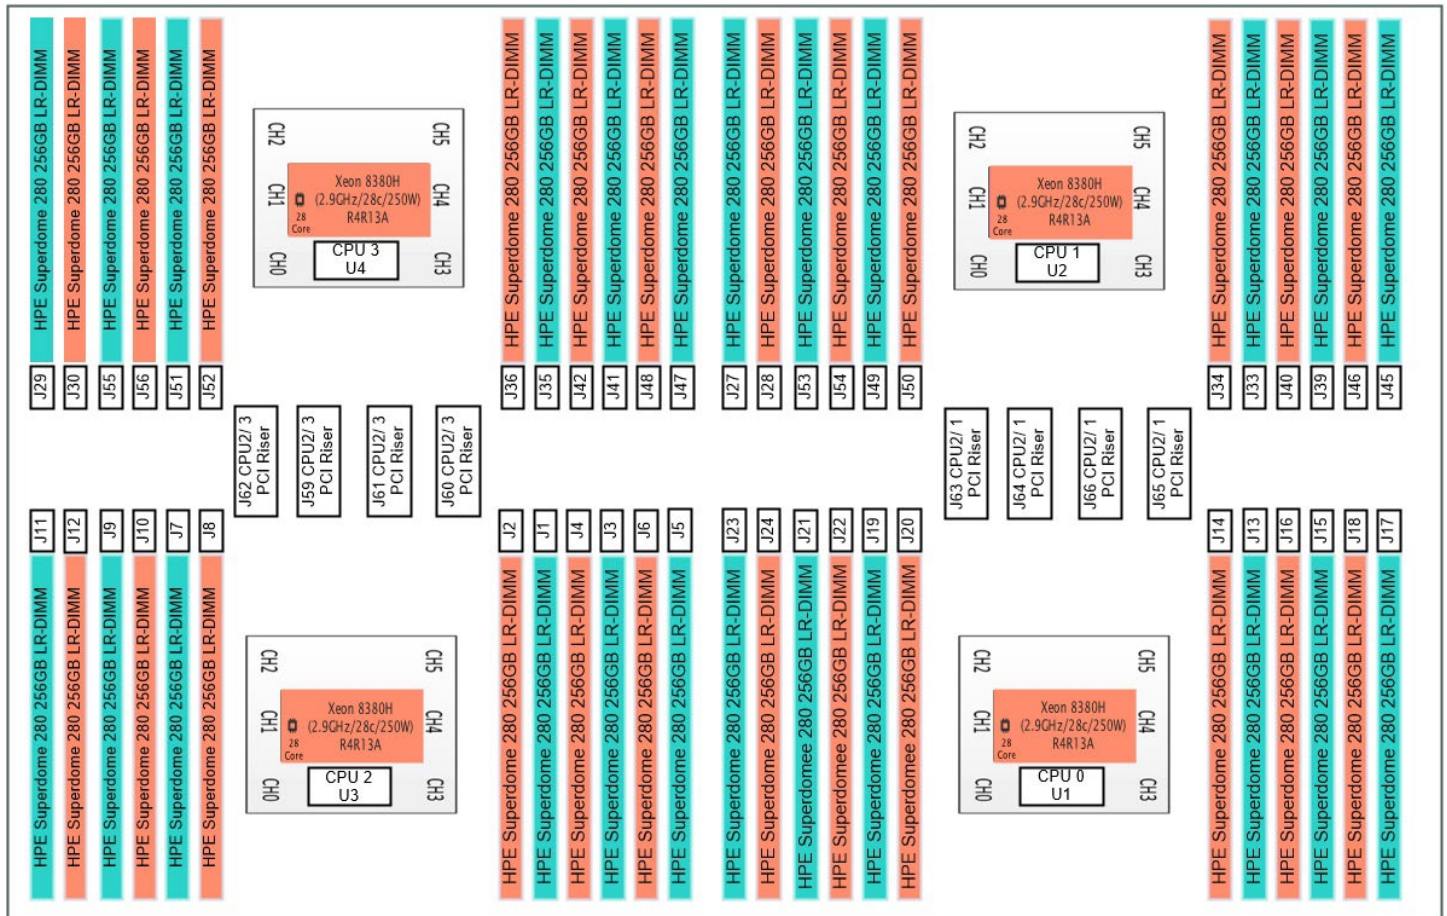 HPE Superdome 280 256GB LR-DIMM
HPE Superdome 280 256GB LR-DIMM
HPE Superdome 280 256GB LR-DIMM
HPE Superdome 280 256GB LR-DIMM
HPE Superdome 280 256GB LR-DIMM
HPE Superdome 280 256GB LR-DIMM
CH2
CH5
CH1
CH4
CH0
CH3
Xeon 8380H
(2.9GHz/28c/250W)
R4R13A
28
Core
CPU 3
U4
HPE Superdome 280 256GB LR-DIMM
HPE Superdome 280 256GB LR-DIMM
HPE Superdome 280 256GB LR-DIMM
HPE Superdome 280 256GB LR-DIMM
HPE Superdome 280 256GB LR-DIMM
HPE Superdome 280 256GB LR-DIMM
HPE Superdome 280 256GB LR-DIMM
HPE Superdome 280 256GB LR-DIMM
HPE Superdome 280 256GB LR-DIMM
HPE Superdome 280 256GB LR-DIMM
HPE Superdome 280 256GB LR-DIMM
HPE Superdome 280 256GB LR-DIMM
CH2
CH5
CH1
CH4
CH0
CH3
Xeon 8380H
(2.9GHz/28c/250W)
R4R13A
28
Core
CPU 1
U2
HPE Superdome 280 256GB LR-DIMM
HPE Superdome 280 256GB LR-DIMM
HPE Superdome 280 256GB LR-DIMM
HPE Superdome 280 256GB LR-DIMM
HPE Superdome 280 256GB LR-DIMM
HPE Superdome 280 256GB LR-DIMM
J29
J30
J55
J56
J51
J52
J36
J35
J42
J41
J48
J47
J27
J28
J53
J54
J49
J50
J34
J33
J40
J39
J46
J45
J62 CPU2/ 3
PCI Riser
J59 CPU2/ 3
PCI Riser
J61 CPU2/ 3
PCI Riser
J60 CPU2/ 3
PCI Riser
J63 CPU2/ 1
PCI Riser
J64 CPU2/ 1
PCI Riser
J66 CPU2/ 1
PCI Riser
J65 CPU2/ 1
PCI Riser
J11
J12
J9
J10
J7
J8
J2
J1
J4
J3
J6
J5
J23
J24
J21
J22
J19
J20
J14
J13
J16
J15
J18
J17
HPE Superdome 280 256GB LR-DIMM
HPE Superdome 280 256GB LR-DIMM
HPE Superdome 280 256GB LR-DIMM
HPE Superdome 280 256GB LR-DIMM
HPE Superdome 280 256GB LR-DIMM
HPE Superdome 280 256GB LR-DIMM
CH2
CH5
CH1
CH4
CH0
CH3
Xeon 8380H
(2.9GHz/28c/250W)
R4R13A
28
Core
CPU 2
U3
HPE Superdome 280 256GB LR-DIMM
HPE Superdome 280 256GB LR-DIMM
HPE Superdome 280 256GB LR-DIMM
HPE Superdome 280 256GB LR-DIMM
HPE Superdome 280 256GB LR-DIMM
HPE Superdome 280 256GB LR-DIMM
HPE Superdome 280 256GB LR-DIMM
HPE Superdome 280 256GB LR-DIMM
HPE Superdomee 280 256GB LR-DIMM
HPE Superdomee 280 256GB LR-DIMM
HPE Superdomee 280 256GB LR-DIMM
HPE Superdomee 280 256GB LR-DIMM
CH2
CH5
CH1
CH4
CH0
CH3
Xeon 8380H
(2.9GHz/28c/250W)
R4R13A
28
Core
CPU 0
U1
HPE Superdome 280 256GB LR-DIMM
HPE Superdome 280 256GB LR-DIMM
HPE Superdome 280 256GB LR-DIMM
HPE Superdome 280 256GB LR-DIMM
HPE Superdome 280 256GB LR-DIMM
HPE Superdome 280 256GB LR-DIMM